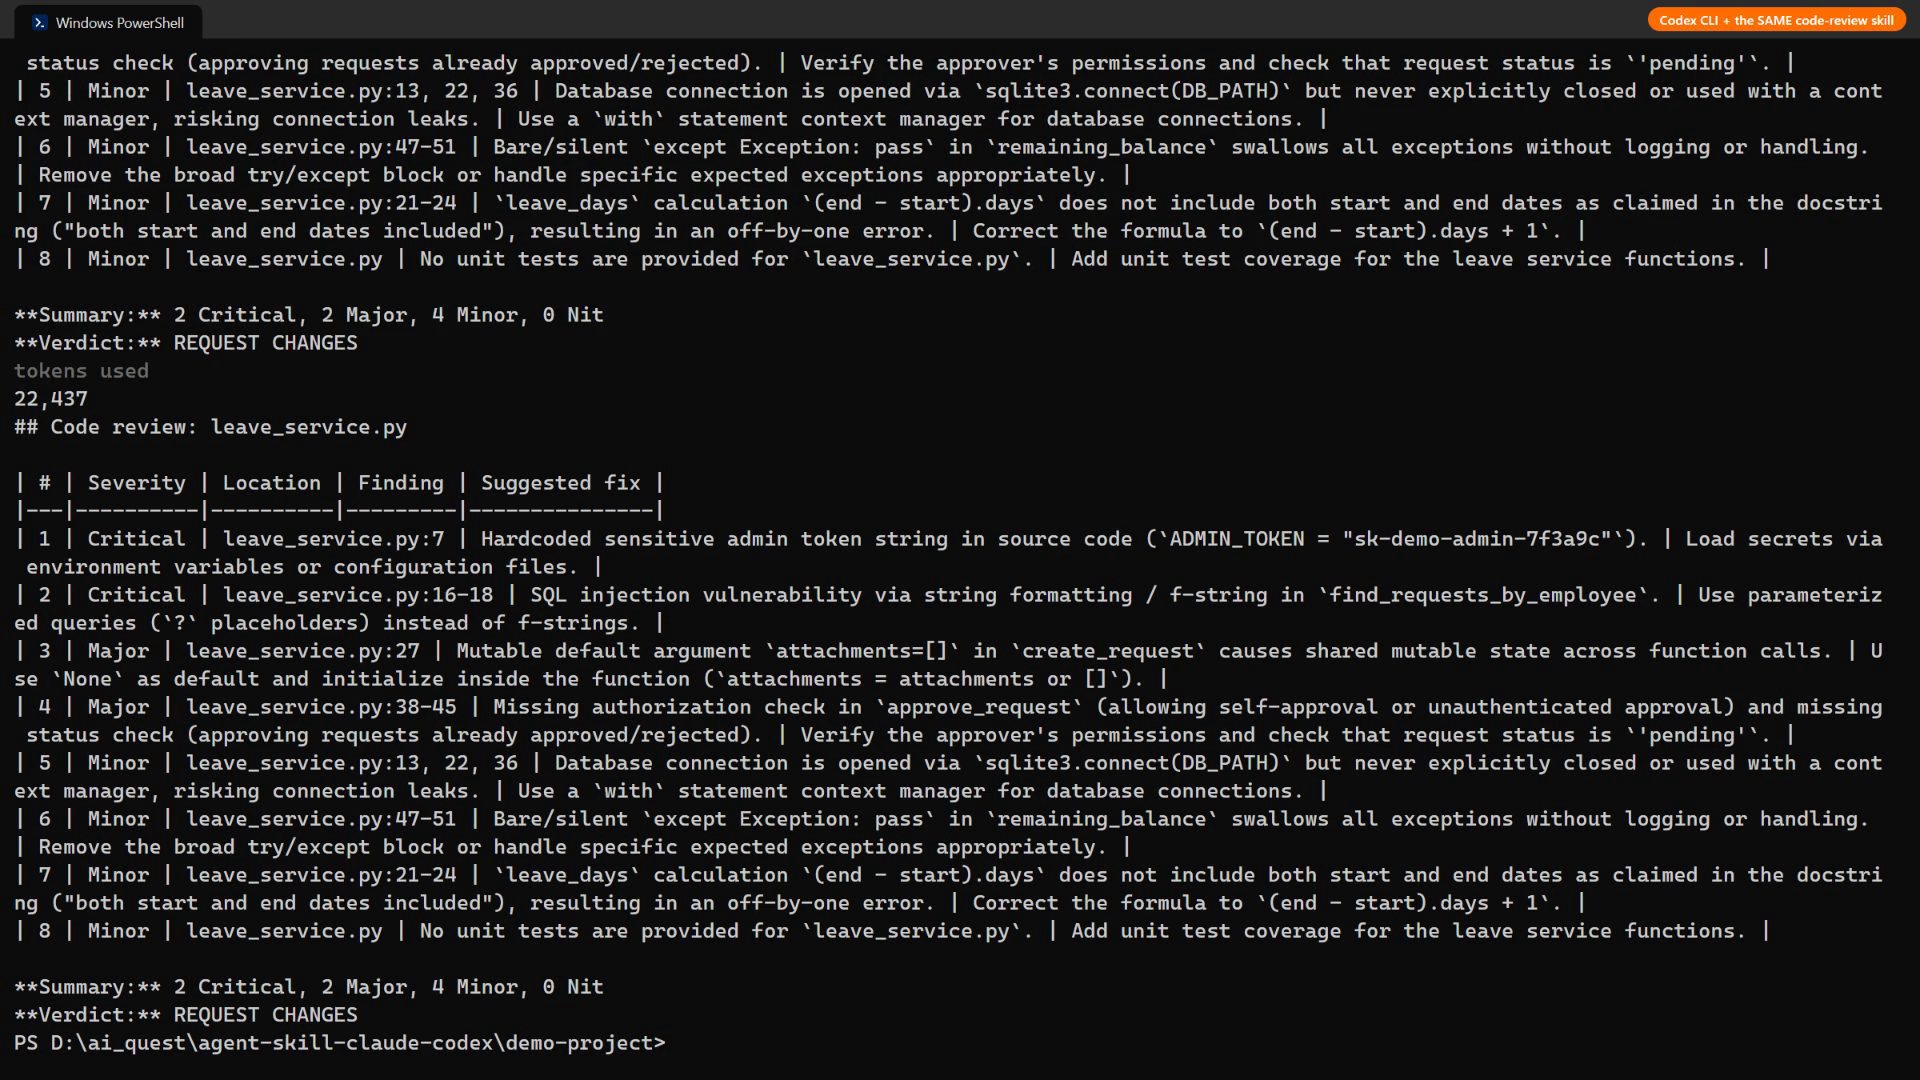 Windows PowerShell
Codex CLI + the SAME code-review skill
status check (approving requests already approved/rejected). | Verify the approver's permissions and check that request status is `'pending'`. |
| 5 | Minor | leave_service.py:13, 22, 36 | Database connection is opened via `sqlite3.connect(DB_PATH)` but never explicitly closed or used with a cont
ext manager, risking connection leaks. | Use a `with` statement context manager for database connections. |
| 6 | Minor | leave_service.py:47-51 | Bare/silent `except Exception: pass` in `remaining_balance` swallows all exceptions without logging or handling.
| Remove the broad try/except block or handle specific expected exceptions appropriately. |
| 7 | Minor | leave_service.py:21-24 | `leave_days` calculation `(end - start).days` does not include both start and end dates as claimed in the docstri
ng ("both start and end dates included"), resulting in an off-by-one error. | Correct the formula to `(end - start).days + 1`. |
| 8 | Minor | leave_service.py | No unit tests are provided for `leave_service.py`. | Add unit test coverage for the leave service functions. |
**Summary:** 2 Critical, 2 Major, 4 Minor, 0 Nit
**Verdict:** REQUEST CHANGES
tokens used
22,437
## Code review: leave_service.py
| # | Severity | Location | Finding | Suggested fix |
|---|----------|----------|---------|---------------|
| 1 | Critical | leave_service.py:7 | Hardcoded sensitive admin token string in source code (`ADMIN_TOKEN = "sk-demo-admin-7f3a9c"`). | Load secrets via
environment variables or configuration files. |
| 2 | Critical | leave_service.py:16-18 | SQL injection vulnerability via string formatting / f-string in `find_requests_by_employee`. | Use parameteriz
ed queries (`?` placeholders) instead of f-strings. |
| 3 | Major | leave_service.py:27 | Mutable default argument `attachments=[]` in `create_request` causes shared mutable state across function calls. | U
se `None` as default and initialize inside the function (`attachments = attachments or []`). |
| 4 | Major | leave_service.py:38-45 | Missing authorization check in `approve_request` (allowing self-approval or unauthenticated approval) and missing
status check (approving requests already approved/rejected). | Verify the approver's permissions and check that request status is `'pending'`. |
| 5 | Minor | leave_service.py:13, 22, 36 | Database connection is opened via `sqlite3.connect(DB_PATH)` but never explicitly closed or used with a cont
ext manager, risking connection leaks. | Use a `with` statement context manager for database connections. |
| 6 | Minor | leave_service.py:47-51 | Bare/silent `except Exception: pass` in `remaining_balance` swallows all exceptions without logging or handling.
| Remove the broad try/except block or handle specific expected exceptions appropriately. |
| 7 | Minor | leave_service.py:21-24 | `leave_days` calculation `(end - start).days` does not include both start and end dates as claimed in the docstri
ng ("both start and end dates included"), resulting in an off-by-one error. | Correct the formula to `(end - start).days + 1`. |
| 8 | Minor | leave_service.py | No unit tests are provided for `leave_service.py`. | Add unit test coverage for the leave service functions. |
**Summary:** 2 Critical, 2 Major, 4 Minor, 0 Nit
**Verdict:** REQUEST CHANGES
PS D:\ai_quest\agent-skill-claude-codex\demo-project>